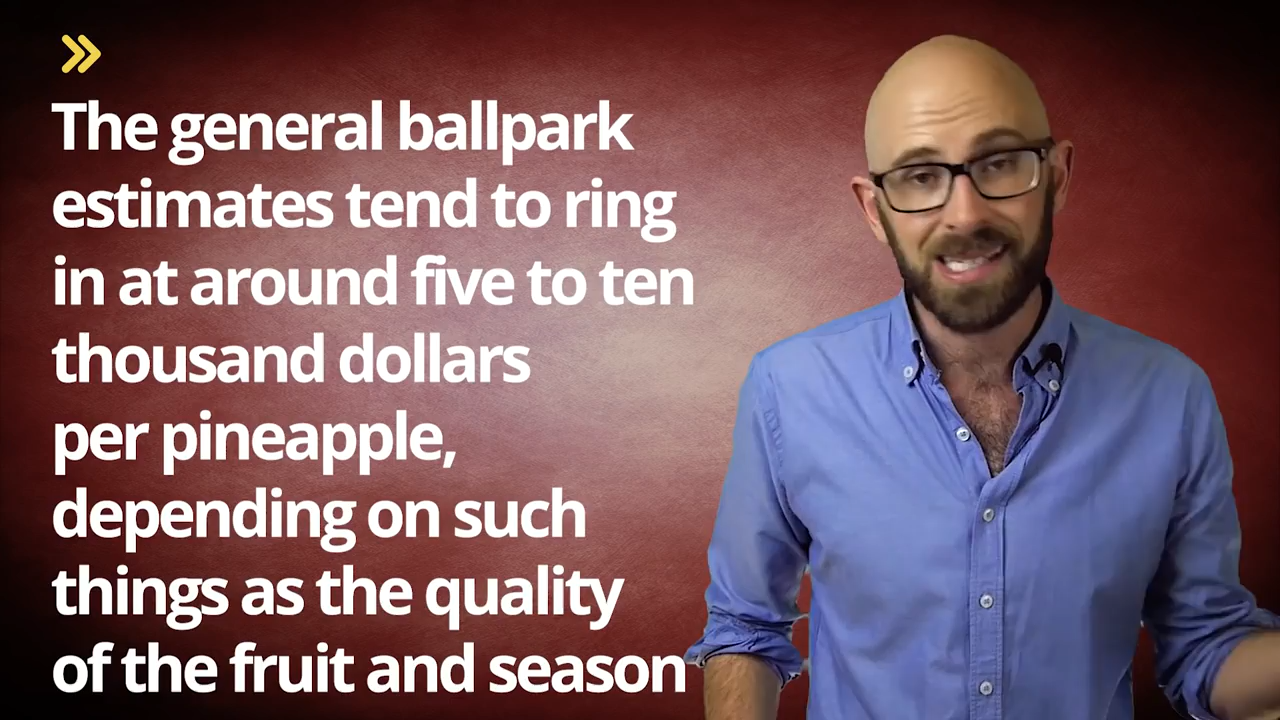 The general ballpark
estimates tend to ring
in at around five to ten
thousand dollars
per pineapple,
depending on such
things as the quality
of the fruit and season